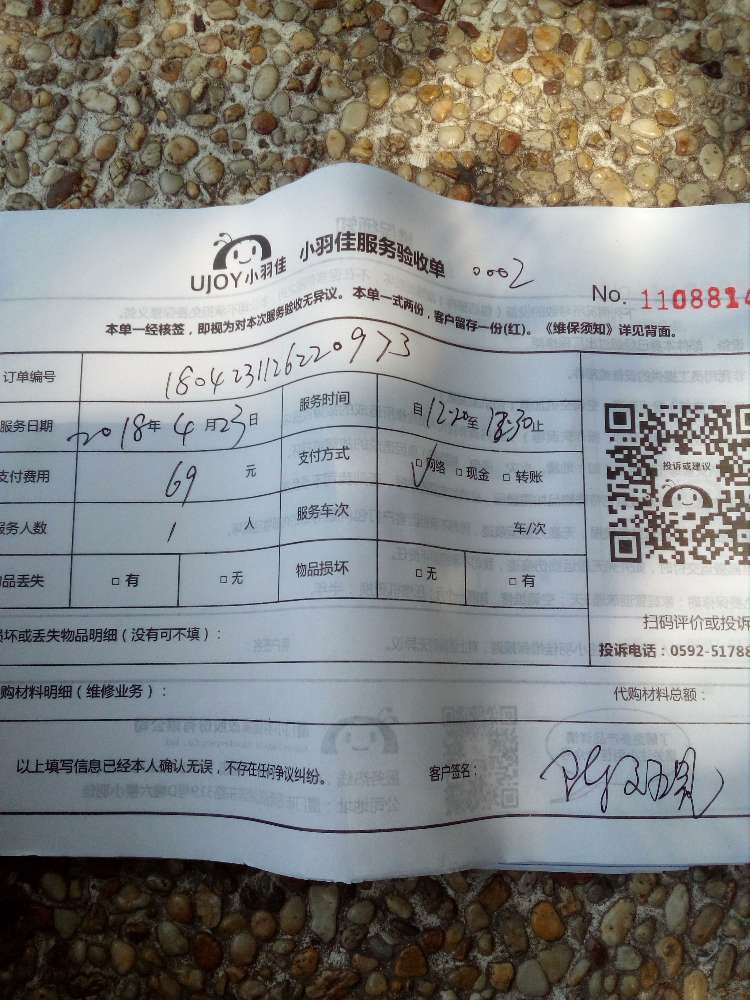 UJOY小羽佳 小羽佳服务验收单 0002
No. 1108814
本单一经核签，即视为对本次服务验收无异议。本单一式两份，客户留存一份(红)。《维保须知》详见背面。
订单编号 1804231126220973
服务日期 2018年 4月23日 服务时间 自12:20至 止
支付费用 69 元 支付方式 □网络 □现金 □转账
服务人数 1 人 服务车次 车/次
品丢失 □有 □无 物品损坏 □无 □有
投诉或建议
扫码评价或投诉
坏或丢失物品明细（没有可不填）：
投诉电话：0592-51788
购材料明细（维修业务）： 代购材料总额：
以上填写信息已经本人确认无误，不存在任何争议纠纷。 客户签名：